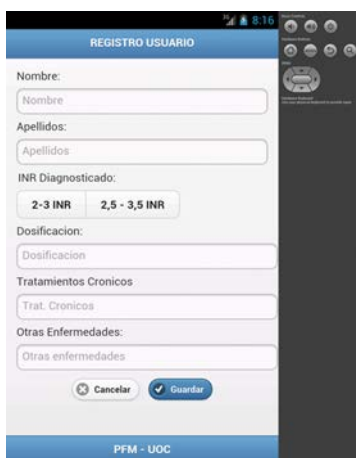 3G 8:16
REGISTRO USUARIO
Nombre:
Nombre
Apellidos:
Apellidos
INR Diagnosticado:
2-3 INR 2,5 - 3,5 INR
Dosificacion:
Dosificacion
Tratamientos Cronicos
Trat. Cronicos
Otras Enfermedades:
Otras enfermedades
Cancelar Guardar
PFM - UOC